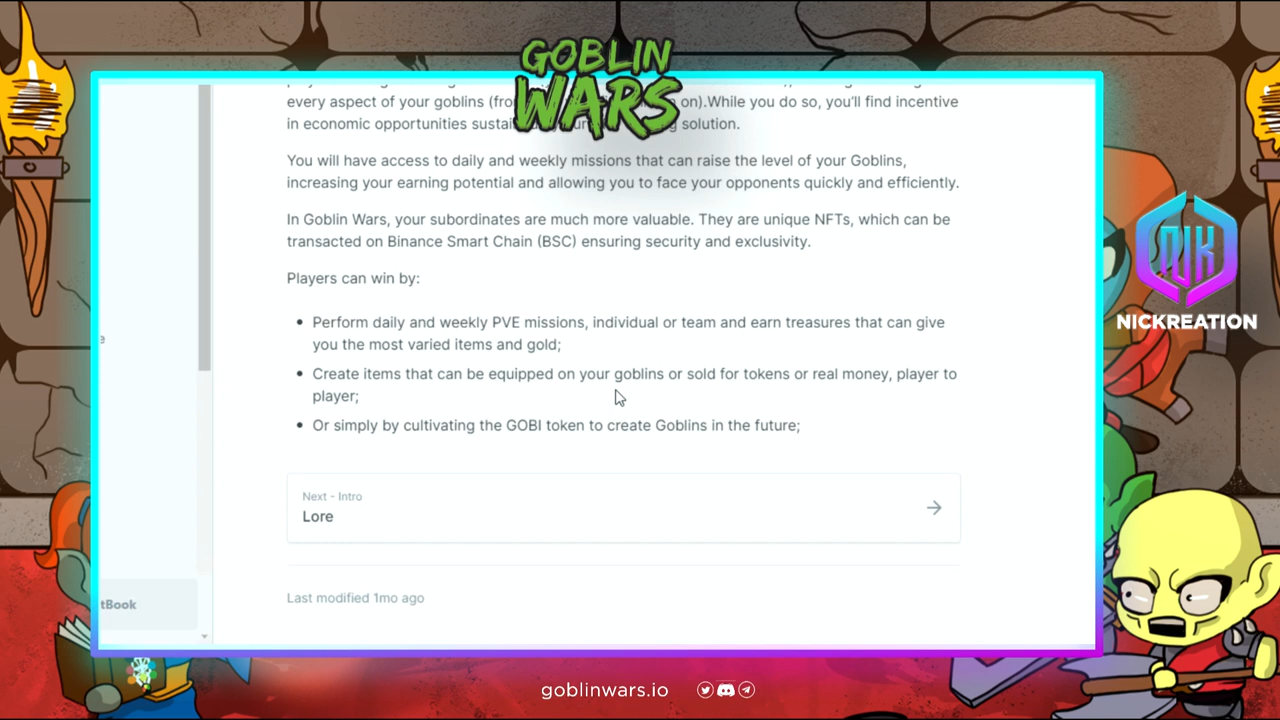 GOBLIN
WARS
every aspect of your goblins (from on).While you do so, you'll find incentive
in economic opportunities solution.
You will have access to daily and weekly missions that can raise the level of your Goblins,
increasing your earning potential and allowing you to face your opponents quickly and efficiently.
In Goblin Wars, your subordinates are much more valuable. They are unique NFTs, which can be
transacted on Binance Smart Chain (BSC) ensuring security and exclusivity.
Players can win by:
• Perform daily and weekly PVE missions, individual or team and earn treasures that can give
you the most varied items and gold;
• Create items that can be equipped on your goblins or sold for tokens or real money, player to
player;
• Or simply by cultivating the GOBI token to create Goblins in the future;
Next - Intro
Lore
Last modified 1mo ago
e
tBook
NIK
NICKREATION
goblinwars.io